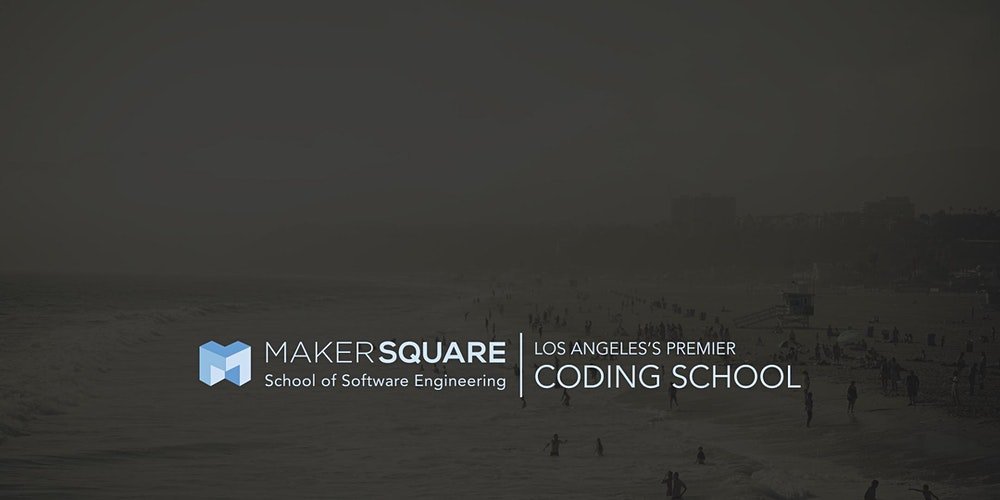 MAKERSQUARE
School of Software Engineering
LOS ANGELES'S PREMIER
CODING SCHOOL